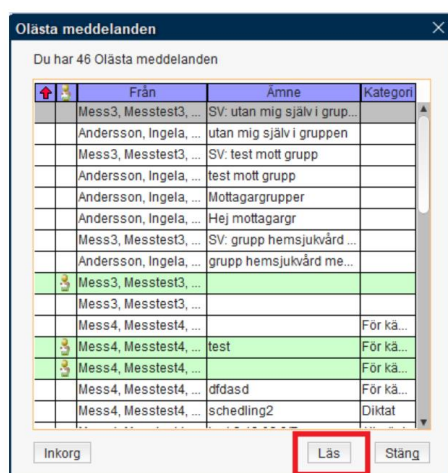 Olästa meddelanden
Du har 46 Olästa meddelanden
Från Ämne Kategori
Mess3, Messtest3, ... SV: utan mig själv i grup...
Andersson, Ingela, ... utan mig själv i gruppen
Mess3, Messtest3, ... SV: test mott grupp
Andersson, Ingela, ... test mott grupp
Andersson, Ingela, ... Mottagargrupper
Andersson, Ingela, ... Hej mottagargr
Mess3, Messtest3, ... SV: grupp hemsjukvård ...
Andersson, Ingela, ... grupp hemsjukvård me...
Mess3, Messtest3, ...
Mess3, Messtest3, ...
Mess4, Messtest4, ... För kä...
Mess4, Messtest4, ... test För kä...
Mess4, Messtest4, ... För kä...
Mess4, Messtest4, ... dfdasd För kä...
Mess4, Messtest4, ... schedling2 Diktat
Inkorg Läs Stäng